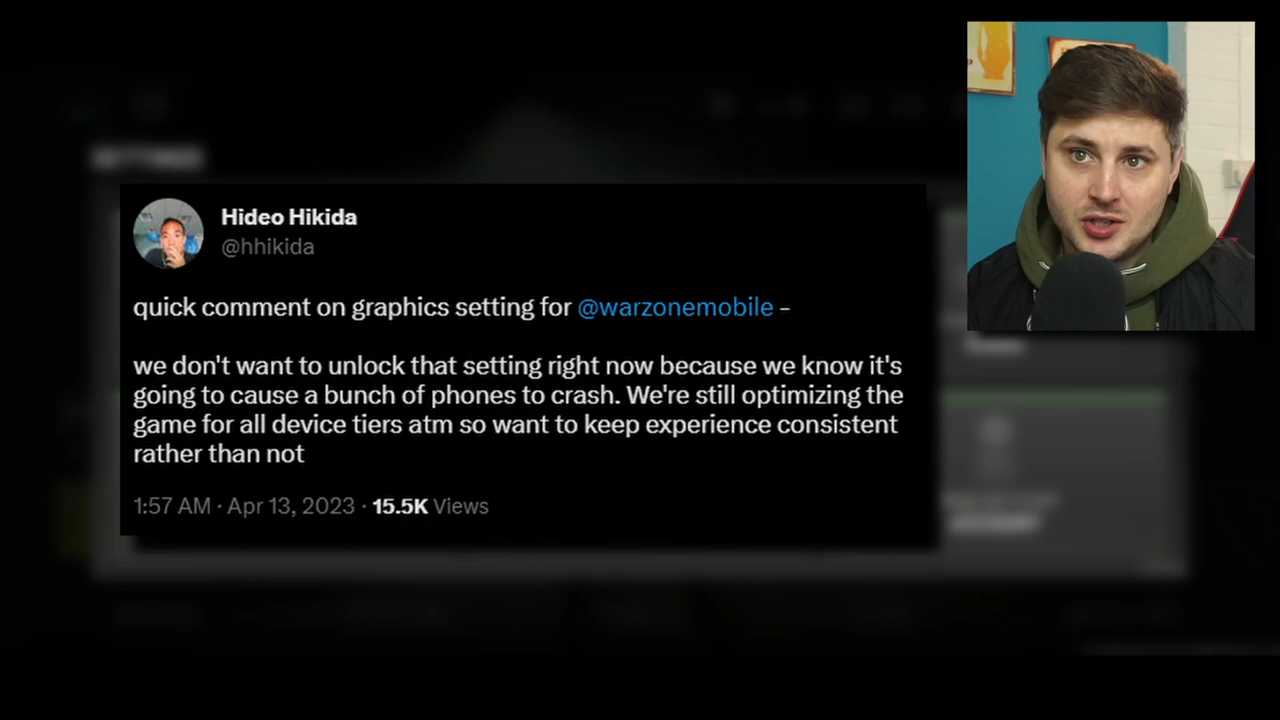 Hideo Hikida
@hhikida
quick comment on graphics setting for @warzonemobile –
we don't want to unlock that setting right now because we know it's
going to cause a bunch of phones to crash. We're still optimizing the
game for all device tiers atm so want to keep experience consistent
rather than not
1:57 AM · Apr 13, 2023 · 15.5K Views